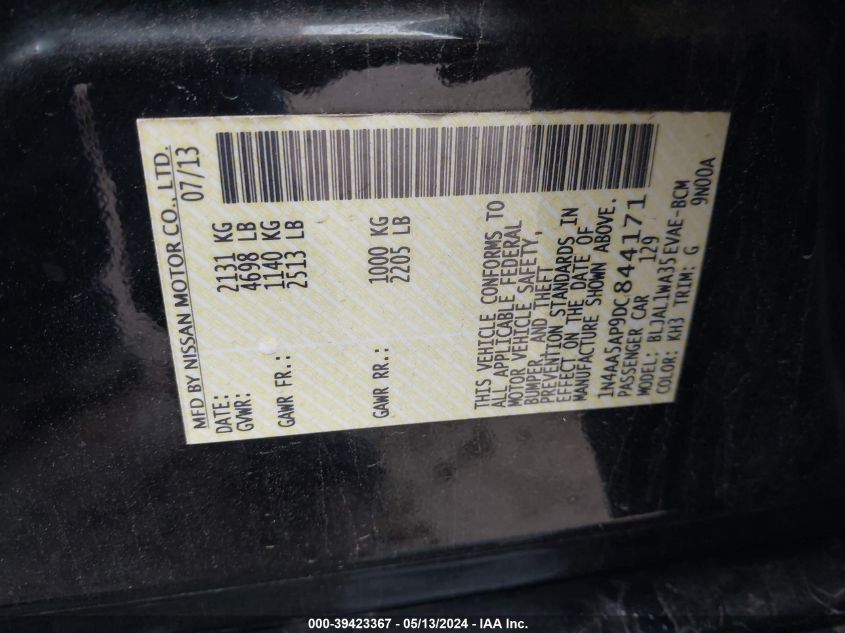 MFD BY NISSAN MOTOR CO., LTD.
DATE: 07/13
GVWR: 2131 KG
4698 LB
GAWR FR.: 1140 KG
2513 LB
GAWR RR.: 1000 KG
2205 LB
THIS VEHICLE CONFORMS TO
ALL APPLICABLE FEDERAL
MOTOR VEHICLE SAFETY,
BUMPER, AND THEFT
PREVENTION STANDARDS IN
EFFECT ON THE DATE OF
MANUFACTURE SHOWN ABOVE.
1N4AA5AP9DC844171
PASSENGER CAR 129
MODEL: BLJAL1WA35EVAE-BCM
COLOR: KH3 TRIM: G 9N00A
000-39423367 - 05/13/2024 - IAA Inc.